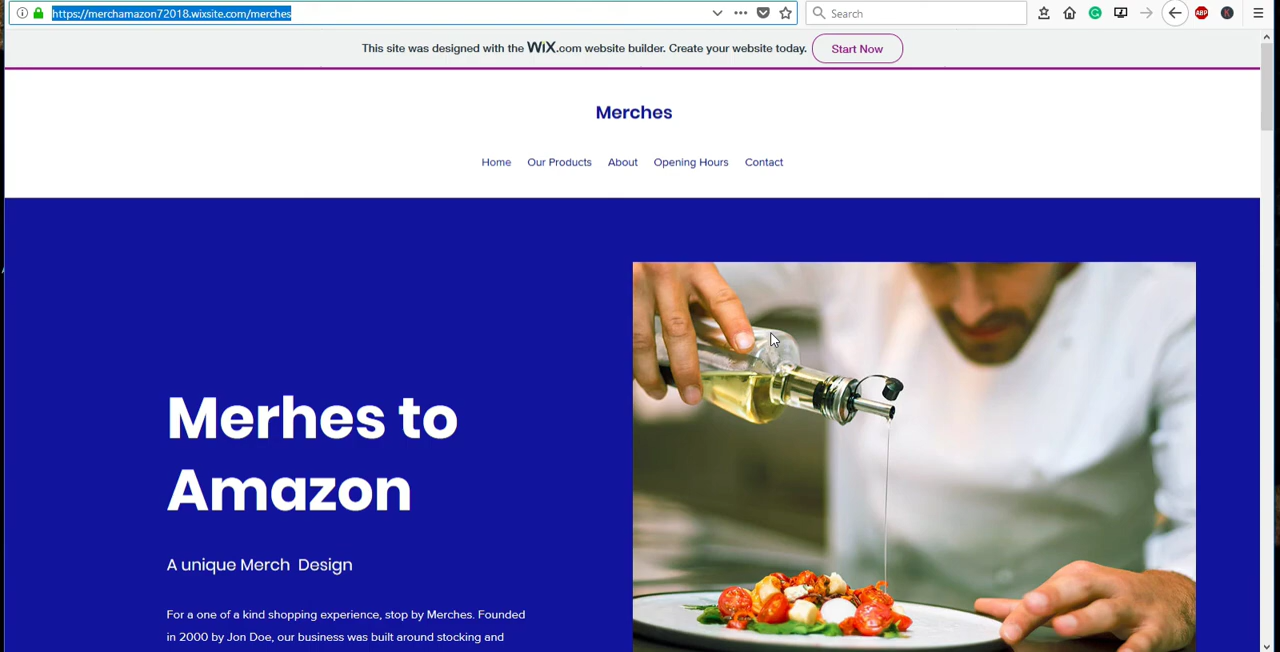 https://merchamazon72018.wixsite.com/merches
Search
ABP
K
This site was designed with the WiX.com website builder. Create your website today.
Start Now
Merches
Home Our Products About Opening Hours Contact
Merhes to
Amazon
A unique Merch Design
For a one of a kind shopping experience, stop by Merches. Founded
in 2000 by Jon Doe, our business was built around stocking and